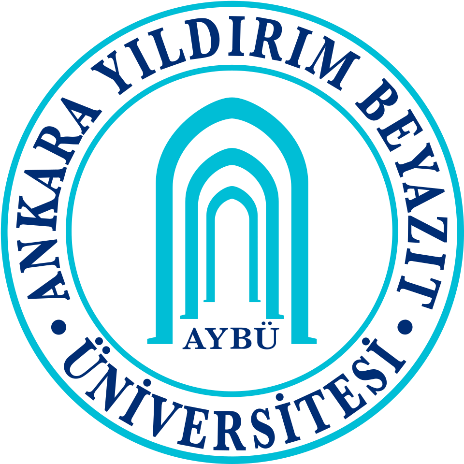 ANKARA YILDIRIM BEYAZIT
• ÜNİVERSİTESİ •
AYBÜ